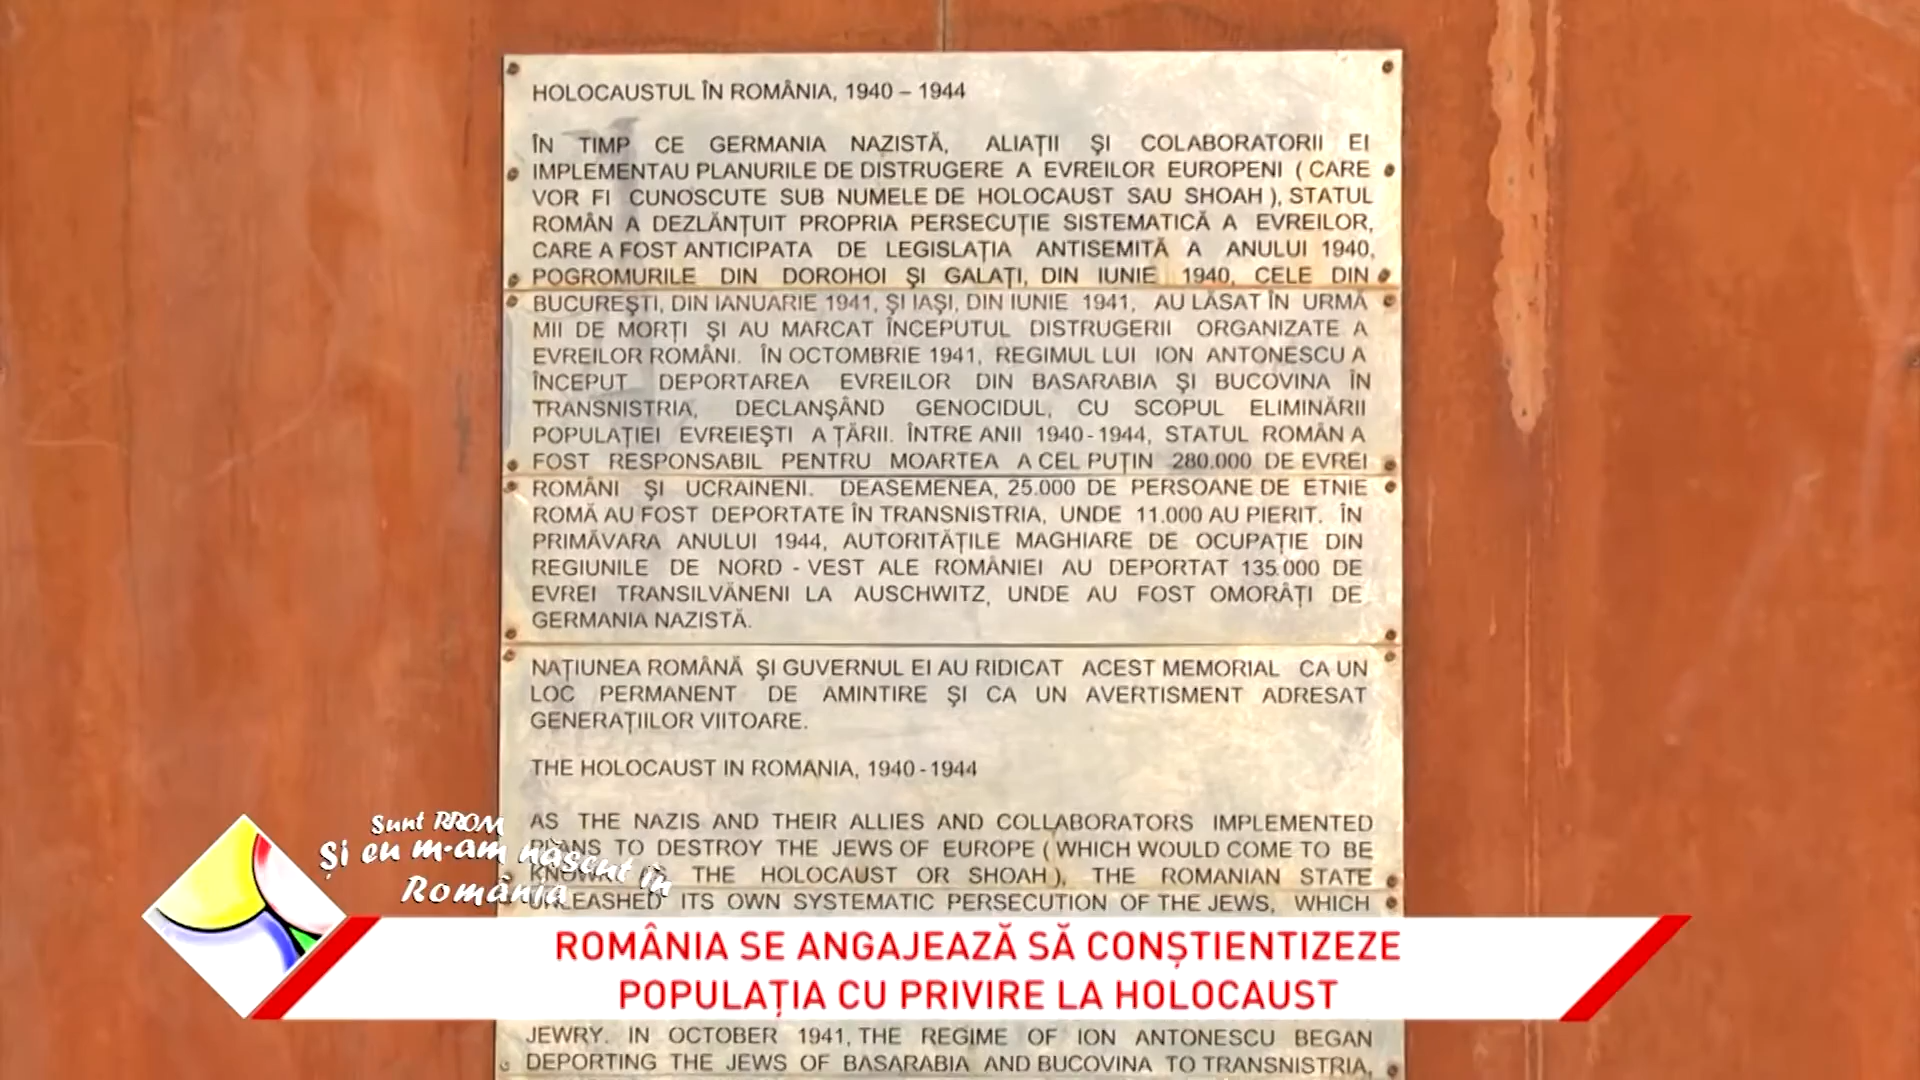 HOLOCAUSTUL ÎN ROMÂNIA, 1940 – 1944
ÎN TIMP CE GERMANIA NAZISTĂ, ALIAȚII ȘI COLABORATORII EI
IMPLEMENTAU PLANURILE DE DISTRUGERE A EVREILOR EUROPENI ( CARE
VOR FI CUNOSCUTE SUB NUMELE DE HOLOCAUST SAU SHOAH ), STATUL
ROMÂN A DEZLĂNȚUIT PROPRIA PERSECUȚIE SISTEMATICĂ A EVREILOR,
CARE A FOST ANTICIPATA DE LEGISLAȚIA ANTISEMITĂ A ANULUI 1940,
POGROMURILE DIN DOROHOI ȘI GALAȚI, DIN IUNIE 1940, CELE DIN
BUCUREȘTI, DIN IANUARIE 1941, ȘI IAȘI, DIN IUNIE 1941, AU LĂSAT ÎN URMĂ
MII DE MORȚI ȘI AU MARCAT ÎNCEPUTUL DISTRUGERII ORGANIZATE A
EVREILOR ROMÂNI. ÎN OCTOMBRIE 1941, REGIMUL LUI ION ANTONESCU A
ÎNCEPUT DEPORTAREA EVREILOR DIN BASARABIA ȘI BUCOVINA ÎN
TRANSNISTRIA, DECLANȘÂND GENOCIDUL, CU SCOPUL ELIMINĂRII
POPULAȚIEI EVREIEȘTI A ȚĂRII. ÎNTRE ANII 1940-1944, STATUL ROMÂN A
FOST RESPONSABIL PENTRU MOARTEA A CEL PUȚIN 280.000 DE EVREI
ROMÂNI ȘI UCRAINENI. DEASEMENEA, 25.000 DE PERSOANE DE ETNIE
ROMĂ AU FOST DEPORTATE ÎN TRANSNISTRIA, UNDE 11.000 AU PIERIT. ÎN
PRIMĂVARA ANULUI 1944, AUTORITĂȚILE MAGHIARE DE OCUPAȚIE DIN
REGIUNILE DE NORD - VEST ALE ROMÂNIEI AU DEPORTAT 135.000 DE
EVREI TRANSILVĂNENI LA AUSCHWITZ, UNDE AU FOST OMORÂȚI DE
GERMANIA NAZISTĂ.
NAȚIUNEA ROMÂNĂ ȘI GUVERNUL EI AU RIDICAT ACEST MEMORIAL CA UN
LOC PERMANENT DE AMINTIRE ȘI CA UN AVERTISMENT ADRESAT
GENERAȚIILOR VIITOARE.
THE HOLOCAUST IN ROMANIA, 1940-1944
AS THE NAZIS AND THEIR ALLIES AND COLLABORATORS IMPLEMENTED
PLANS TO DESTROY THE JEWS OF EUROPE ( WHICH WOULD COME TO BE
KNOWN AS THE HOLOCAUST OR SHOAH ), THE ROMANIAN STATE
UNLEASHED ITS OWN SYSTEMATIC PERSECUTION OF THE JEWS, WHICH
Sunt RROM
Și eu m-am născut în
România
ROMÂNIA SE ANGAJEAZĂ SĂ CONȘTIENTIZEZE
POPULAȚIA CU PRIVIRE LA HOLOCAUST
JEWRY. IN OCTOBER 1941, THE REGIME OF ION ANTONESCU BEGAN
DEPORTING THE JEWS OF BASARABIA AND BUCOVINA TO TRANSNISTRIA,